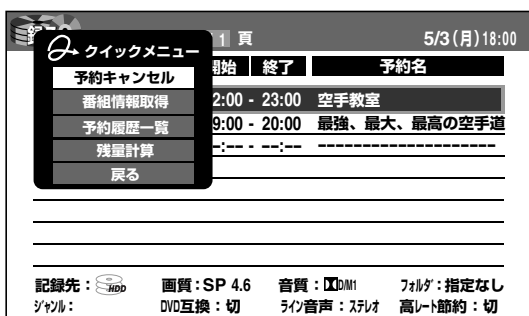 1 頁 5/3(月)18:00
クイックメニュー
開始 終了 予約名
予約キャンセル
番組情報取得
2:00 - 23:00 空手教室
予約履歴一覧
9:00 - 20:00 最強、最大、最高の空手道
残量計算
-:-- - --:-- --------------------
戻る
記録先： HDD 画質：SP 4.6 音質：D/M1 ﾌｫﾙﾀﾞ：指定なし
ｼﾞｬﾝﾙ： DVD互換：切 ﾗｲﾝ音声：ｽﾃﾚｵ 高ﾚｰﾄ節約：切